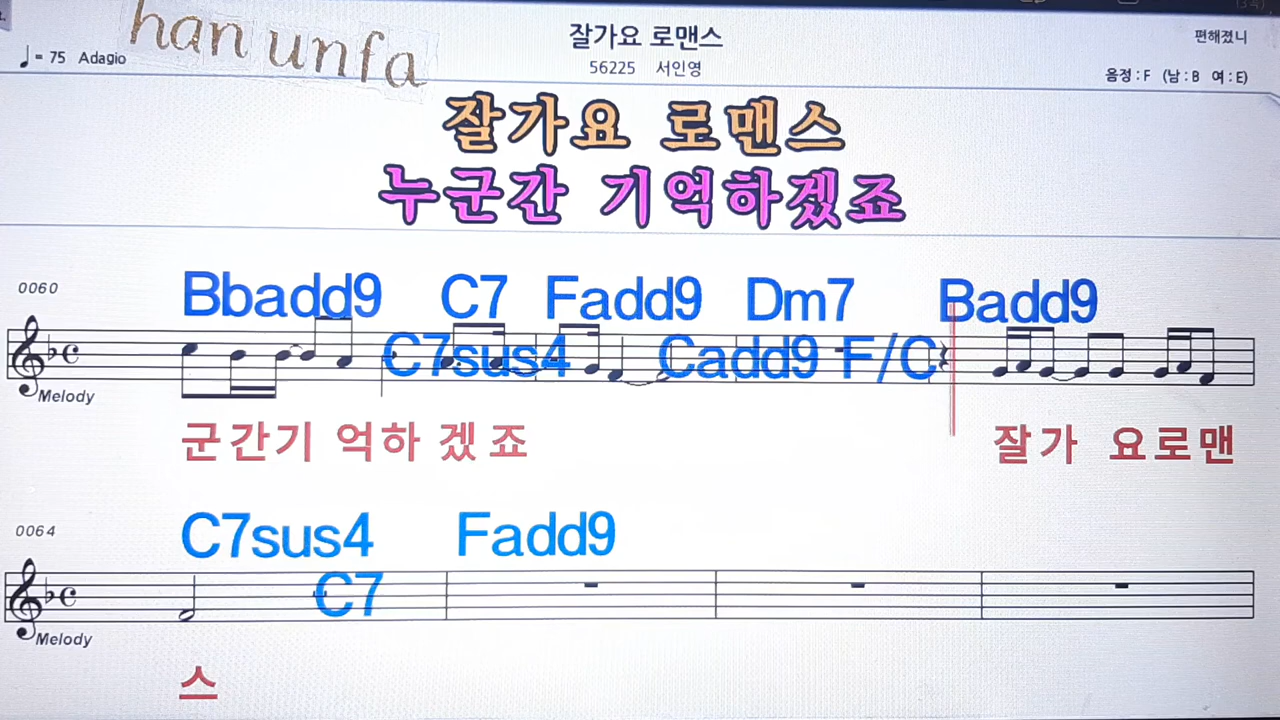 han unfa
잘가요 로맨스
편해졌니
♩= 75 Adagio
56225 서인영
음정 : F (남 : B 여 : E)
잘가요 로맨스
누군간 기억하겠죠
0060
Bbadd9 C7 Fadd9 Dm7 Badd9
C7sus4 Cadd9 F/C
Melody
군간기 억하 겠 죠 잘가 요로맨
0064
C7sus4 Fadd9
C7
Melody
스